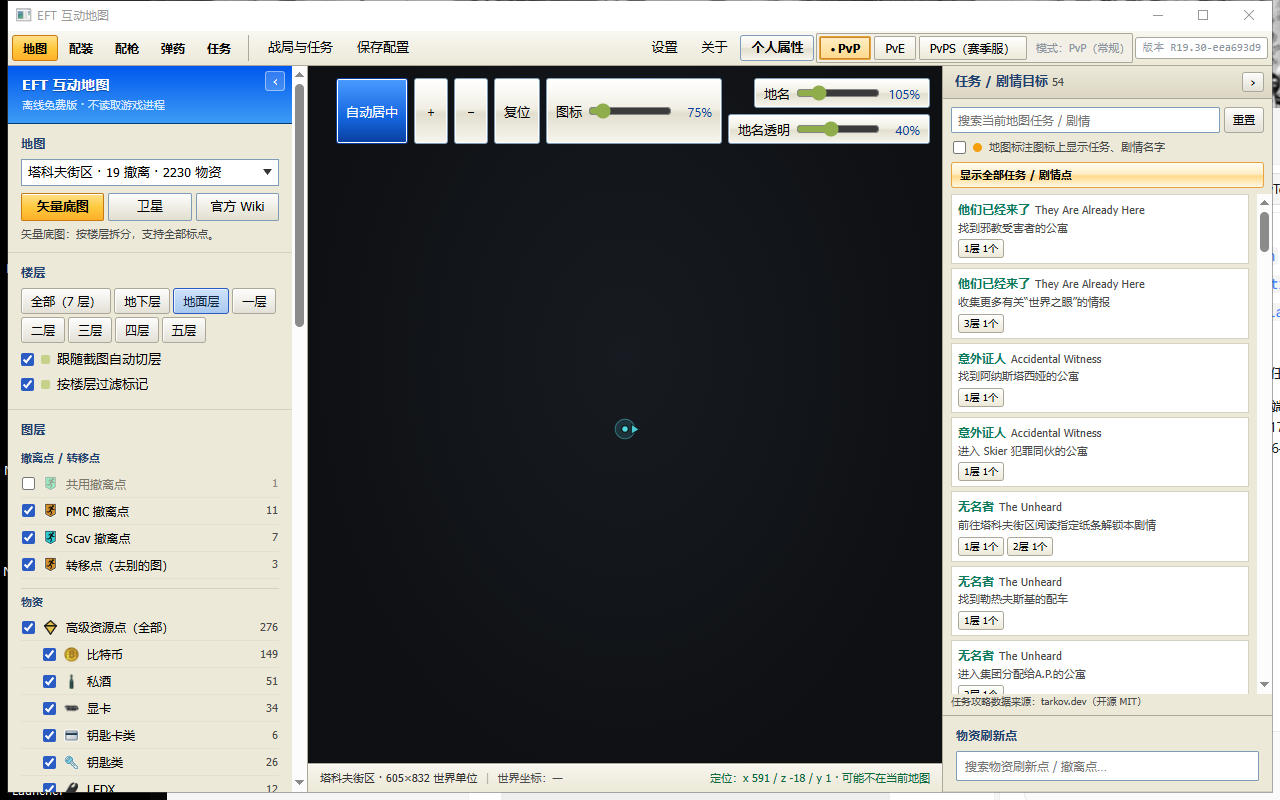 EFT 互动地图
地图 配装 配枪 弹药 任务 战局与任务 保存配置 设置 关于 个人属性 • PvP PvE PvPS（赛季服） 模式：PvP（常规） 版本 R19.30-eea693d9
EFT 互动地图
离线免费版 · 不读取游戏进程
地图
塔科夫街区 · 19 撤离 · 2230 物资
矢量底图 卫星 官方 Wiki
矢量底图：按楼层拆分，支持全部标点。
楼层
全部（7 层） 地下层 地面层 一层
二层 三层 四层 五层
跟随截图自动切层
按楼层过滤标记
图层
撤离点 / 转移点
共用撤离点 1
PMC 撤离点 11
Scav 撤离点 7
转移点（去别的图） 3
物资
高级资源点（全部） 276
比特币 149
私酒 51
显卡 34
钥匙卡类 6
钥匙类 26
LEDX 12
自动居中 + − 复位 图标 75%
地名 105%
地名透明 40%
塔科夫街区 · 605×832 世界单位 | 世界坐标：—
定位：x 591 / z -18 / y 1 · 可能不在当前地图
任务 / 剧情目标 54
搜索当前地图任务 / 剧情 重置
地图标注图标上显示任务、剧情名字
显示全部任务 / 剧情点
他们已经来了 They Are Already Here
找到邪教受害者的公寓
1层 1个
他们已经来了 They Are Already Here
收集更多有关“世界之眼”的情报
3层 1个
意外证人 Accidental Witness
找到阿纳斯塔西娅的公寓
1层 1个
意外证人 Accidental Witness
进入 Skier 犯罪同伙的公寓
1层 1个
无名者 The Unheard
前往塔科夫街区阅读指定纸条解锁本剧情
1层 1个 2层 1个
无名者 The Unheard
找到勒热夫斯基的配车
1层 1个
无名者 The Unheard
进入集团分配给A.P.的公寓
任务攻略数据来源：tarkov.dev（开源 MIT）
物资刷新点
搜索物资刷新点 / 撤离点...